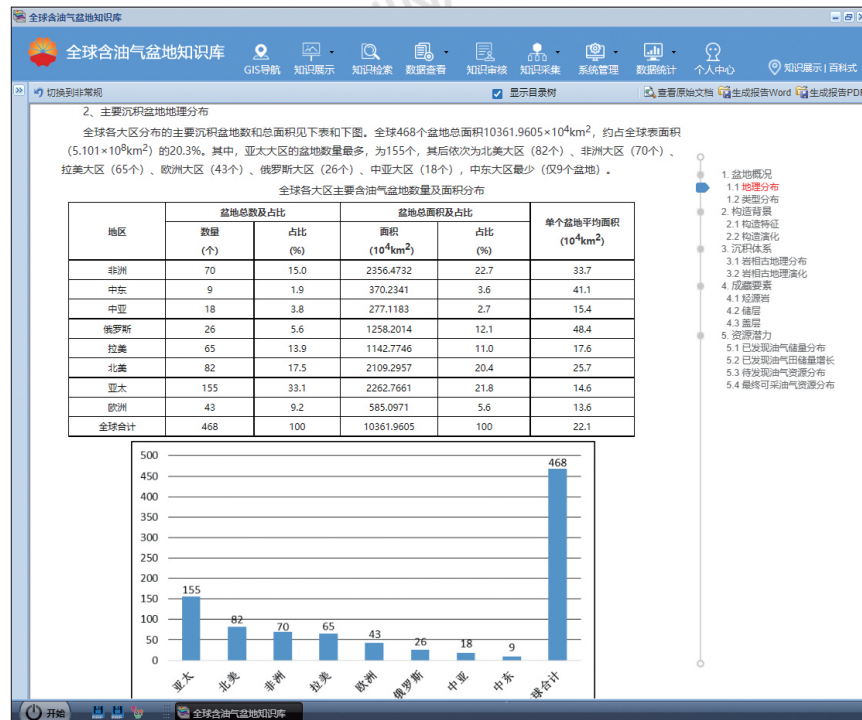 全球含油气盆地知识库
全球含油气盆地知识库
GIS导航 知识展示 知识检索 数据查看 知识审核 知识采集 系统管理 数据统计 个人中心
知识展示 | 百科式
切换到非常规 显示目录树 查看原始文档 生成报告Word 生成报告PDF
2、主要沉积盆地地理分布
全球各大区分布的主要沉积盆地数和总面积见下表和下图。全球468个盆地总面积10361.9605×10⁴km²，约占全球表面积
（5.101×10⁸km²）的20.3%。其中，亚太大区的盆地数量最多，为155个，其后依次为北美大区（82个）、非洲大区（70个）、
拉美大区（65个）、欧洲大区（43个）、俄罗斯大区（26个）、中亚大区（18个），中东大区最少（仅9个盆地）。
全球各大区主要含油气盆地数量及面积分布
地区 盆地总数及占比 盆地总面积及占比 单个盆地平均面积
(10⁴km²)
数量 占比 面积 占比
(个) (%) (10⁴km²) (%)
非洲 70 15.0 2356.4732 22.7 33.7
中东 9 1.9 370.2341 3.6 41.1
中亚 18 3.8 277.1183 2.7 15.4
俄罗斯 26 5.6 1258.2014 12.1 48.4
拉美 65 13.9 1142.7746 11.0 17.6
北美 82 17.5 2109.2957 20.4 25.7
亚太 155 33.1 2262.7661 21.8 14.6
欧洲 43 9.2 585.0971 5.6 13.6
全球合计 468 100 10361.9605 100 22.1
500
450
400
350
300
250
200
150
100
50
0
155 82 70 65 43 26 18 9 468
亚太 北美 非洲 拉美 欧洲 俄罗斯 中亚 中东 球合计
1. 盆地概况
1.1 地理分布
1.2 类型分布
2. 构造背景
2.1 构造特征
2.2 构造演化
3. 沉积体系
3.1 岩相古地理分布
3.2 岩相古地理演化
4. 成藏要素
4.1 烃源岩
4.2 储层
4.3 盖层
5. 资源潜力
5.1 已发现油气储量分布
5.2 已发现油气田储量增长
5.3 待发现油气资源分布
5.4 最终可采油气资源分布
开始 全球含油气盆地知识库